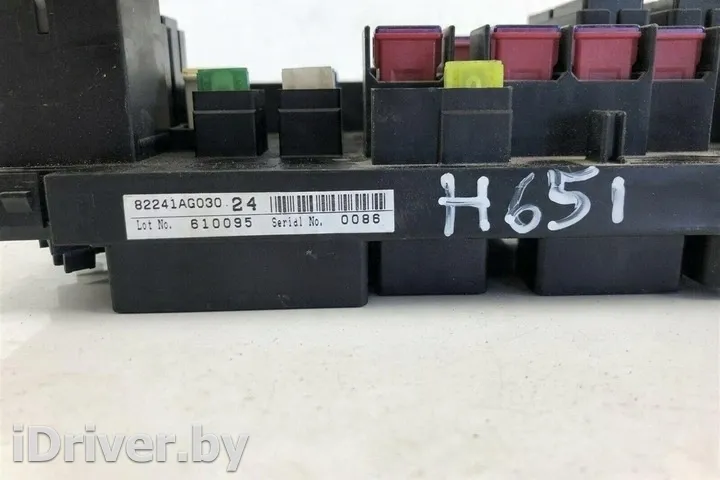 82241AG030 24
Lot No. 610095 Serial No. 0086
H651
iDriver.by